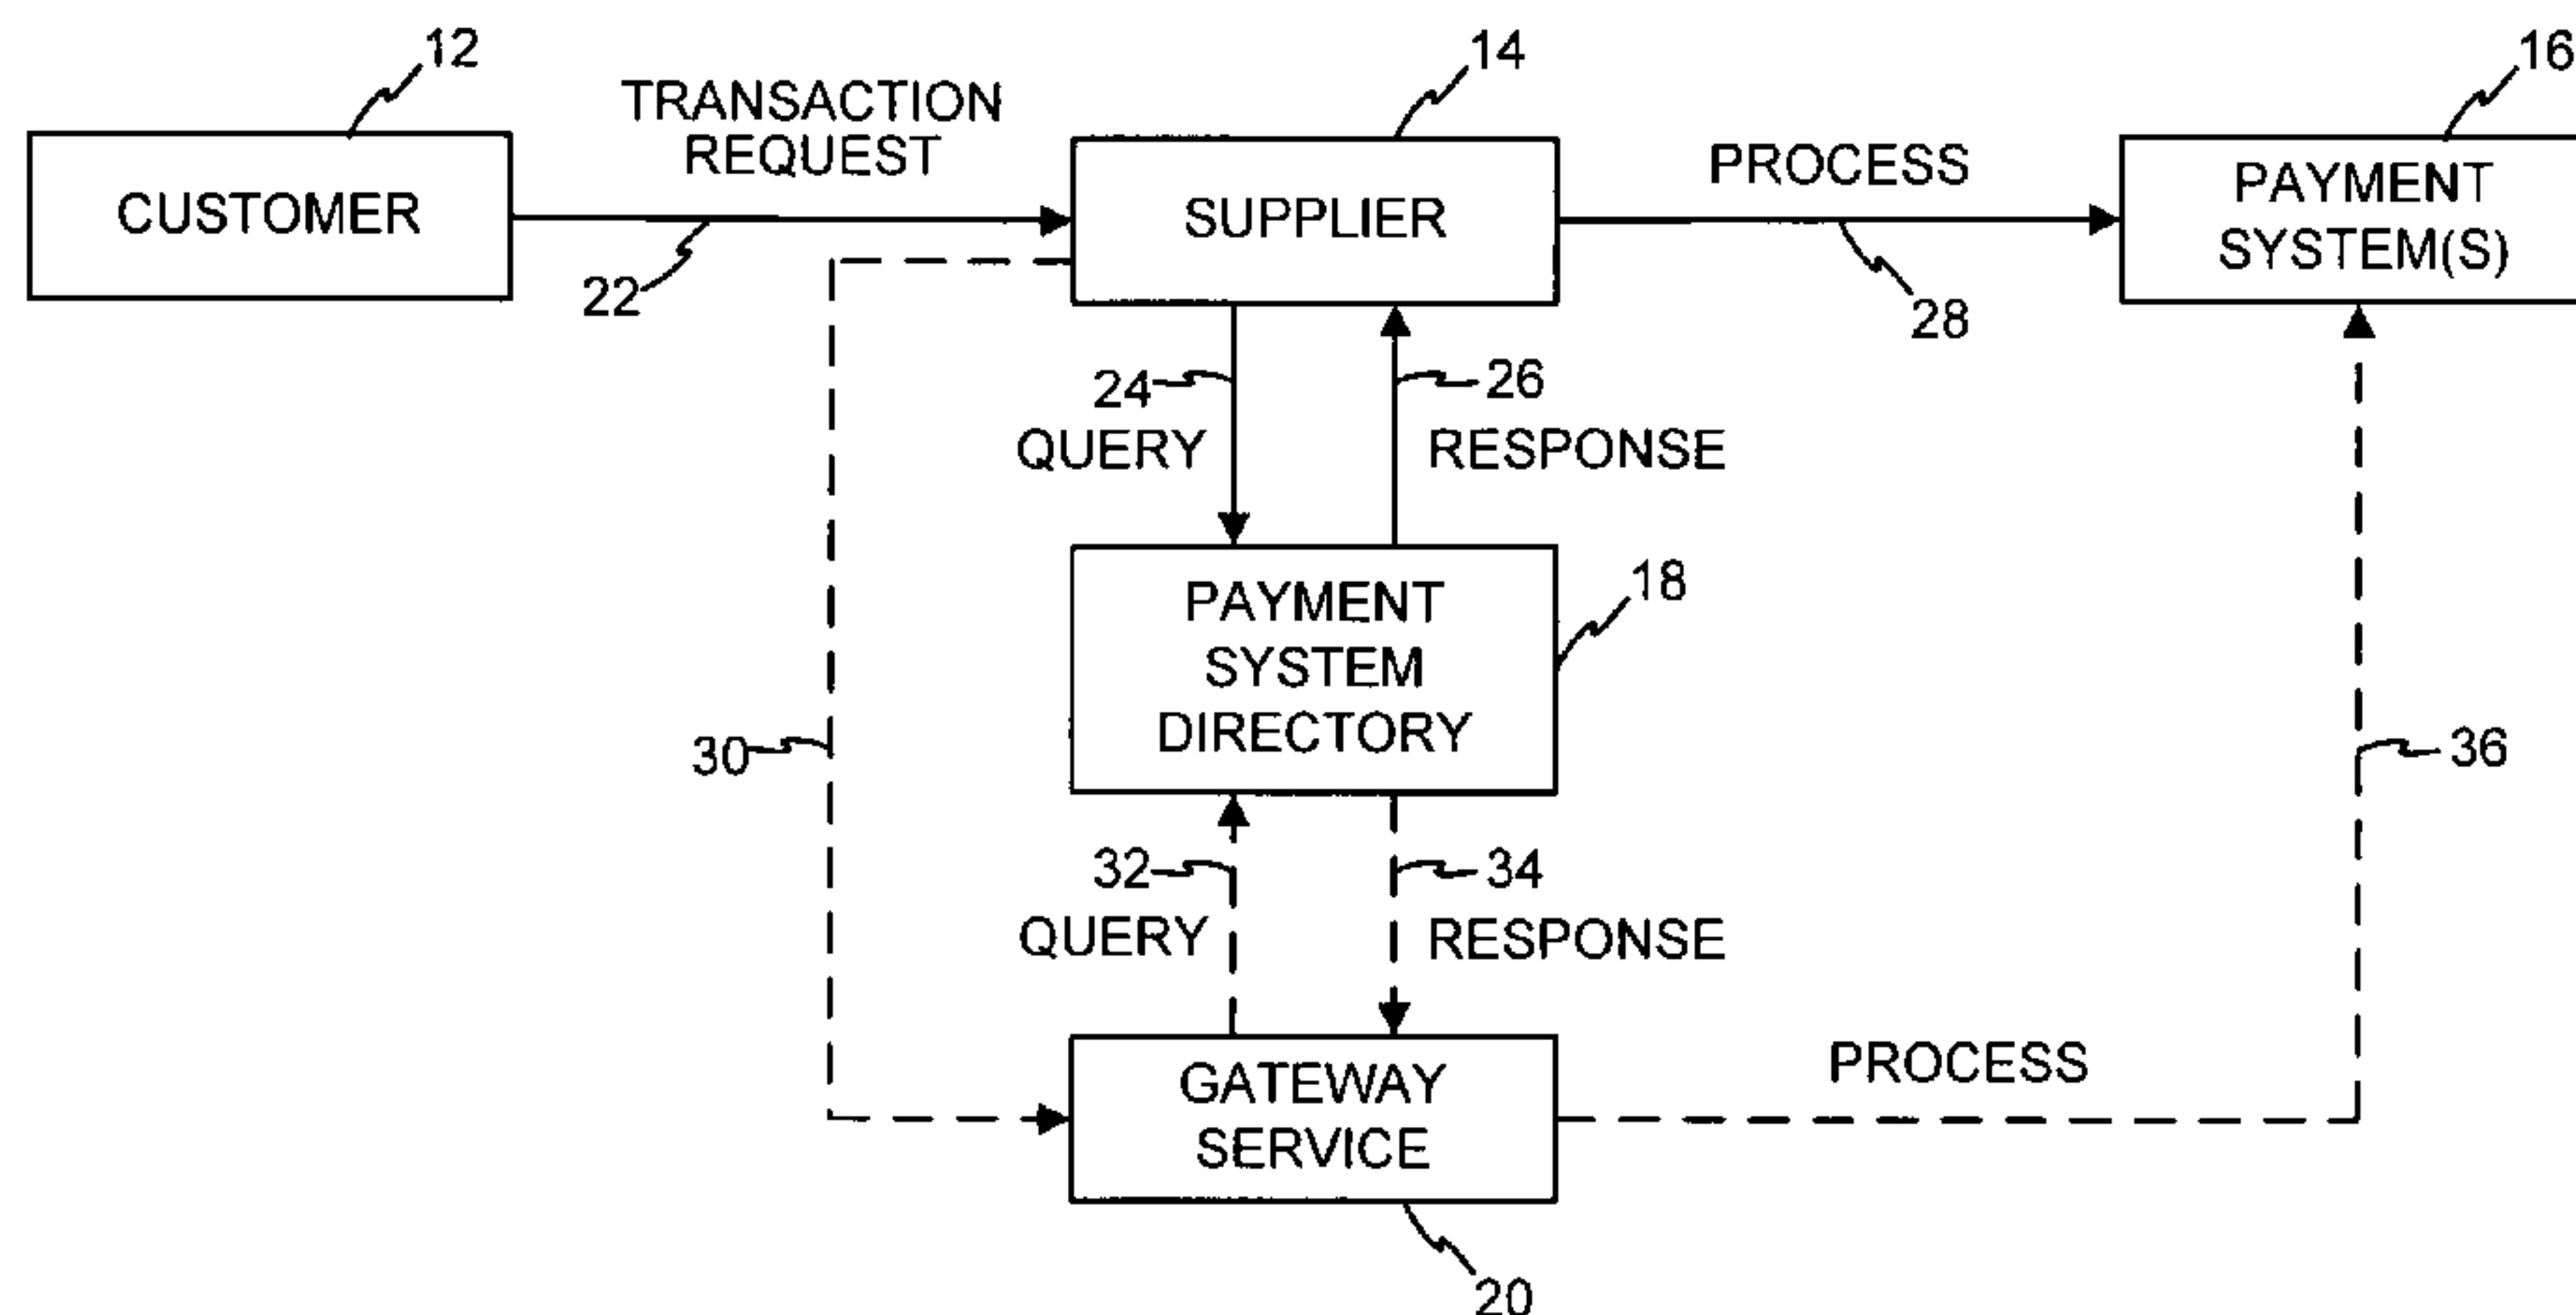 12
14
16
TRANSACTION
REQUEST
PROCESS
CUSTOMER
SUPPLIER
PAYMENT
SYSTEM(S)
22
28
24
26
QUERY
RESPONSE
PAYMENT
SYSTEM
DIRECTORY
18
30
36
32
34
QUERY
RESPONSE
GATEWAY
SERVICE
PROCESS
20